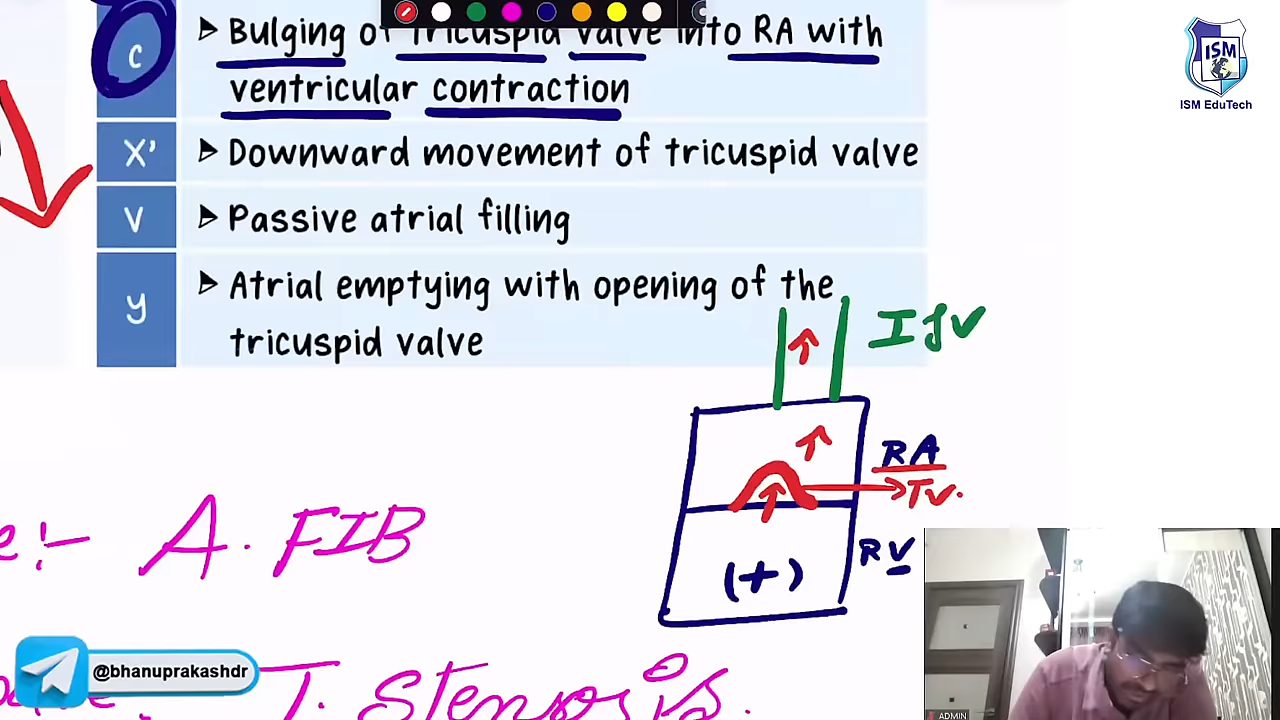 c
➢ Bulging of tricuspid valve into RA with
ventricular contraction
ISM
ISM EduTech
X'
➢ Downward movement of tricuspid valve
V
➢ Passive atrial filling
y
➢ Atrial emptying with opening of the
tricuspid valve
IJV
RA
TV.
RV
(+)
e:- A. FIB
T. Stenosis.
@bhanuprakashdr
ADMIN